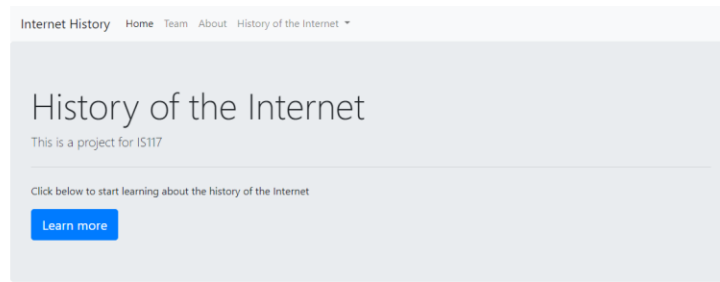 Internet History Home Team About History of the Internet
History of the Internet
This is a project for IS117
Click below to start learning about the history of the Internet
Learn more